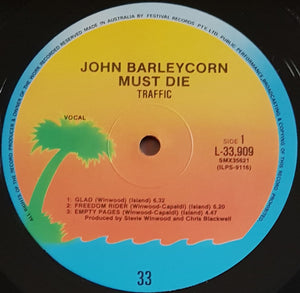 MADE IN AUSTRALIA BY FESTIVAL RECORDS PTY. LTD. PUBLIC PERFORMANCE, BROADCASTING & COPYING OF THIS RECORD PROHIBITED.
ALL RIGHTS OF THE RECORD PRODUCER & OWNER OF THE WORK REPRODUCED RESERVED.
JOHN BARLEYCORN
MUST DIE
TRAFFIC
VOCAL
SIDE 1
L-33,909
SMX35621
(ILPS-9116)
1: GLAD (Winwood) (Island) 6.32
2: FREEDOM RIDER (Winwood-Capaldi) (Island) 5.20
3: EMPTY PAGES (Winwood-Capaldi) (Island) 4.47
Produced by Stevie Winwood and Chris Blackwell
33